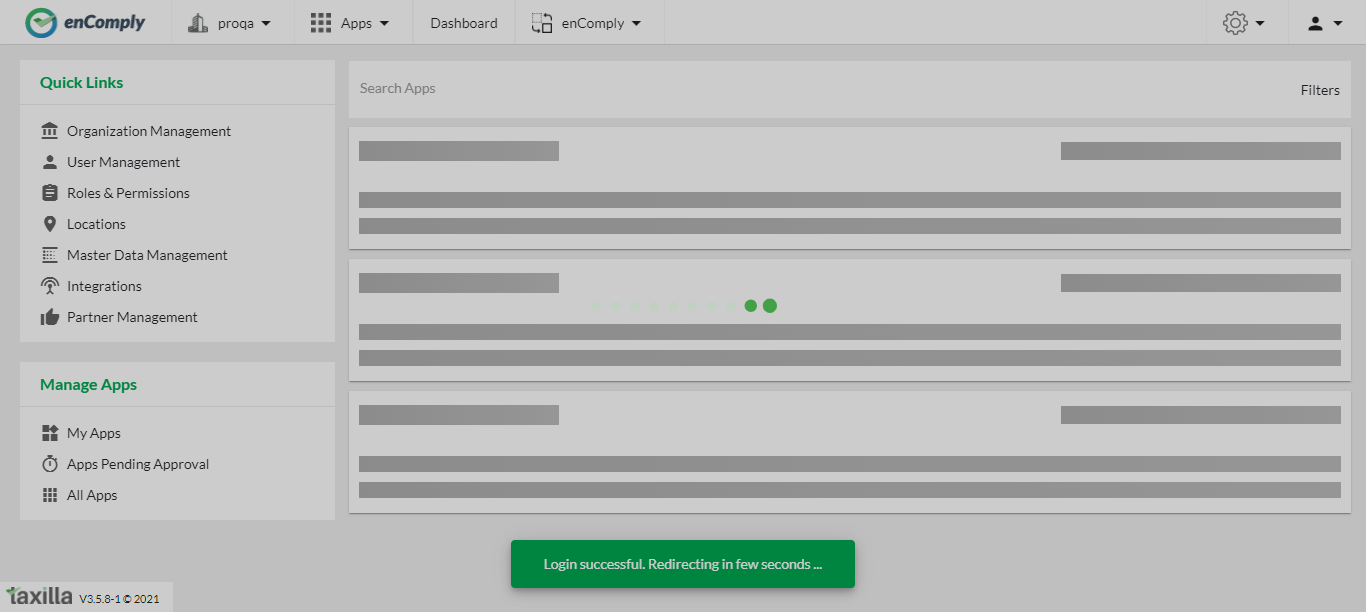 enComply
proqa
Apps
Dashboard
enComply
Quick Links
Organization Management
User Management
Roles & Permissions
Locations
Master Data Management
Integrations
Partner Management
Manage Apps
My Apps
Apps Pending Approval
All Apps
Search Apps
Filters
Login successful. Redirecting in few seconds ...
taxilla V3.5.8-1 © 2021